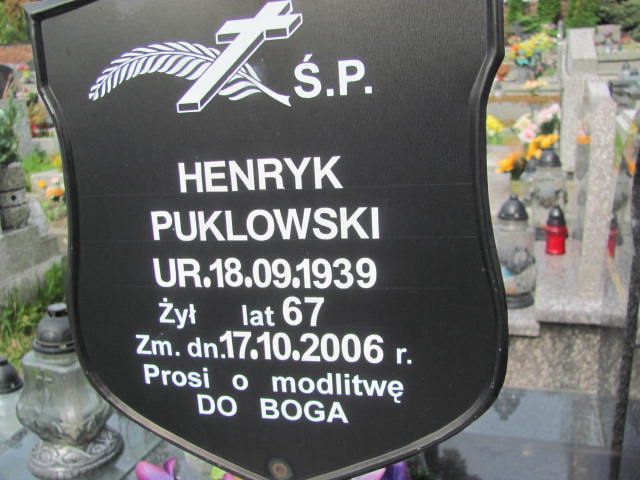 Ś.P.
HENRYK
PUKLOWSKI
UR.18.09.1939
Żył lat 67
Zm. dn.17.10.2006 r.
Prosi o modlitwę
DO BOGA